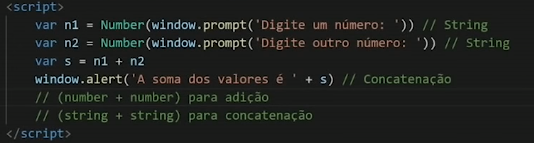 <script>
var n1 = Number(window.prompt('Digite um número: ')) // String
var n2 = Number(window.prompt('Digite outro número: ')) // String
var s = n1 + n2
window.alert('A soma dos valores é ' + s) // Concatenação
// (number + number) para adição
// (string + string) para concatenação
</script>